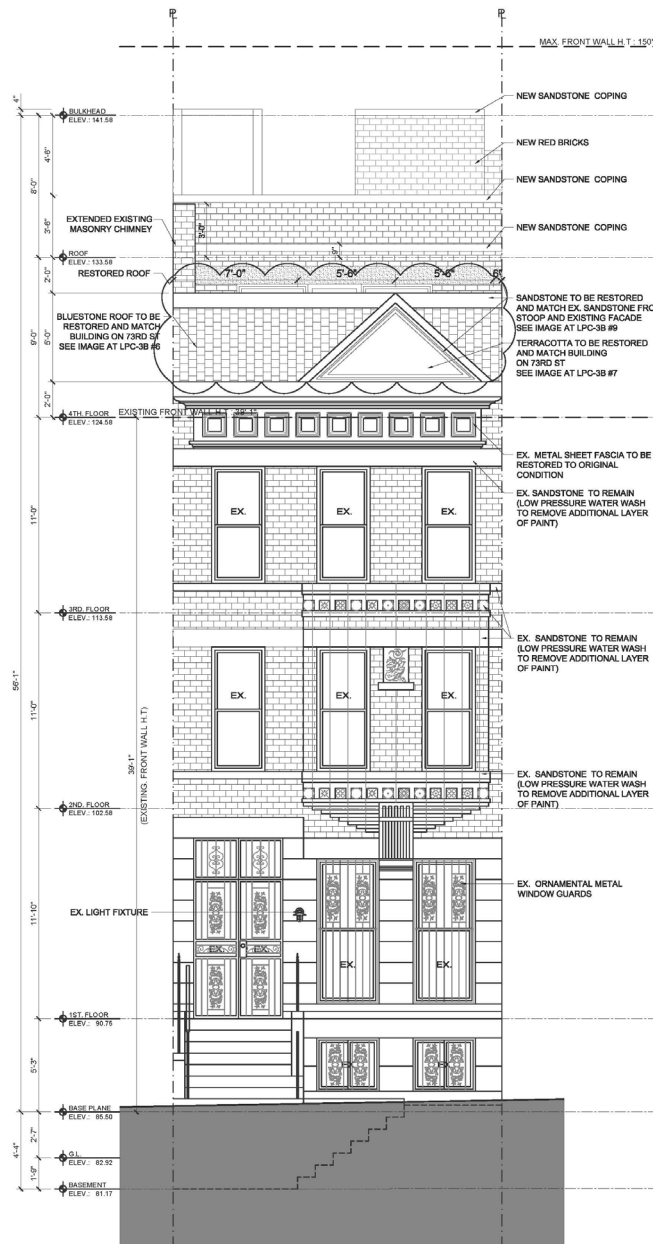 PL
PL
MAX. FRONT WALL H.T : 150'
4"
BULKHEAD
ELEV.: 141.58
NEW SANDSTONE COPING
4'-6"
NEW RED BRICKS
8'-0"
NEW SANDSTONE COPING
EXTENDED EXISTING
MASONRY CHIMNEY
3'-6"
3'-0"
NEW SANDSTONE COPING
9"
ROOF
ELEV.: 133.58
RESTORED ROOF
7'-0"
5'-6"
5'-6"
6"
2'-0"
SANDSTONE TO BE RESTORED
AND MATCH EX. SANDSTONE FRO
STOOP AND EXISTING FACADE
SEE IMAGE AT LPC-3B #9
BLUESTONE ROOF TO BE
RESTORED AND MATCH
BUILDING ON 73RD ST
SEE IMAGE AT LPC-3B #6
9'-0"
5'-0"
TERRACOTTA TO BE RESTORED
AND MATCH BUILDING
ON 73RD ST
SEE IMAGE AT LPC-3B #7
2'-0"
4TH. FLOOR
ELEV.: 124.58
EXISTING FRONT WALL H.T : 39'-1"
EX. METAL SHEET FASCIA TO BE
RESTORED TO ORIGINAL
CONDITION
EX. SANDSTONE TO REMAIN
(LOW PRESSURE WATER WASH
TO REMOVE ADDITIONAL LAYER
OF PAINT)
11'-0"
EX.
EX.
EX.
3RD. FLOOR
ELEV.: 113.58
EX. SANDSTONE TO REMAIN
(LOW PRESSURE WATER WASH
TO REMOVE ADDITIONAL LAYER
OF PAINT)
56'-1"
11'-0"
EX.
EX.
EX.
39'-1"
(EXISTING. FRONT WALL H.T)
EX. SANDSTONE TO REMAIN
(LOW PRESSURE WATER WASH
TO REMOVE ADDITIONAL LAYER
OF PAINT)
2ND. FLOOR
ELEV.: 102.58
11'-10"
EX. ORNAMENTAL METAL
WINDOW GUARDS
EX. LIGHT FIXTURE
EX.
EX.
EX.
EX.
1ST. FLOOR
ELEV.: 90.75
5'-3"
EX.
EX.
BASE PLANE
ELEV.: 85.50
2'-7"
4'-4"
G.L.
ELEV.: 82.92
1'-9"
BASEMENT
ELEV.: 81.17